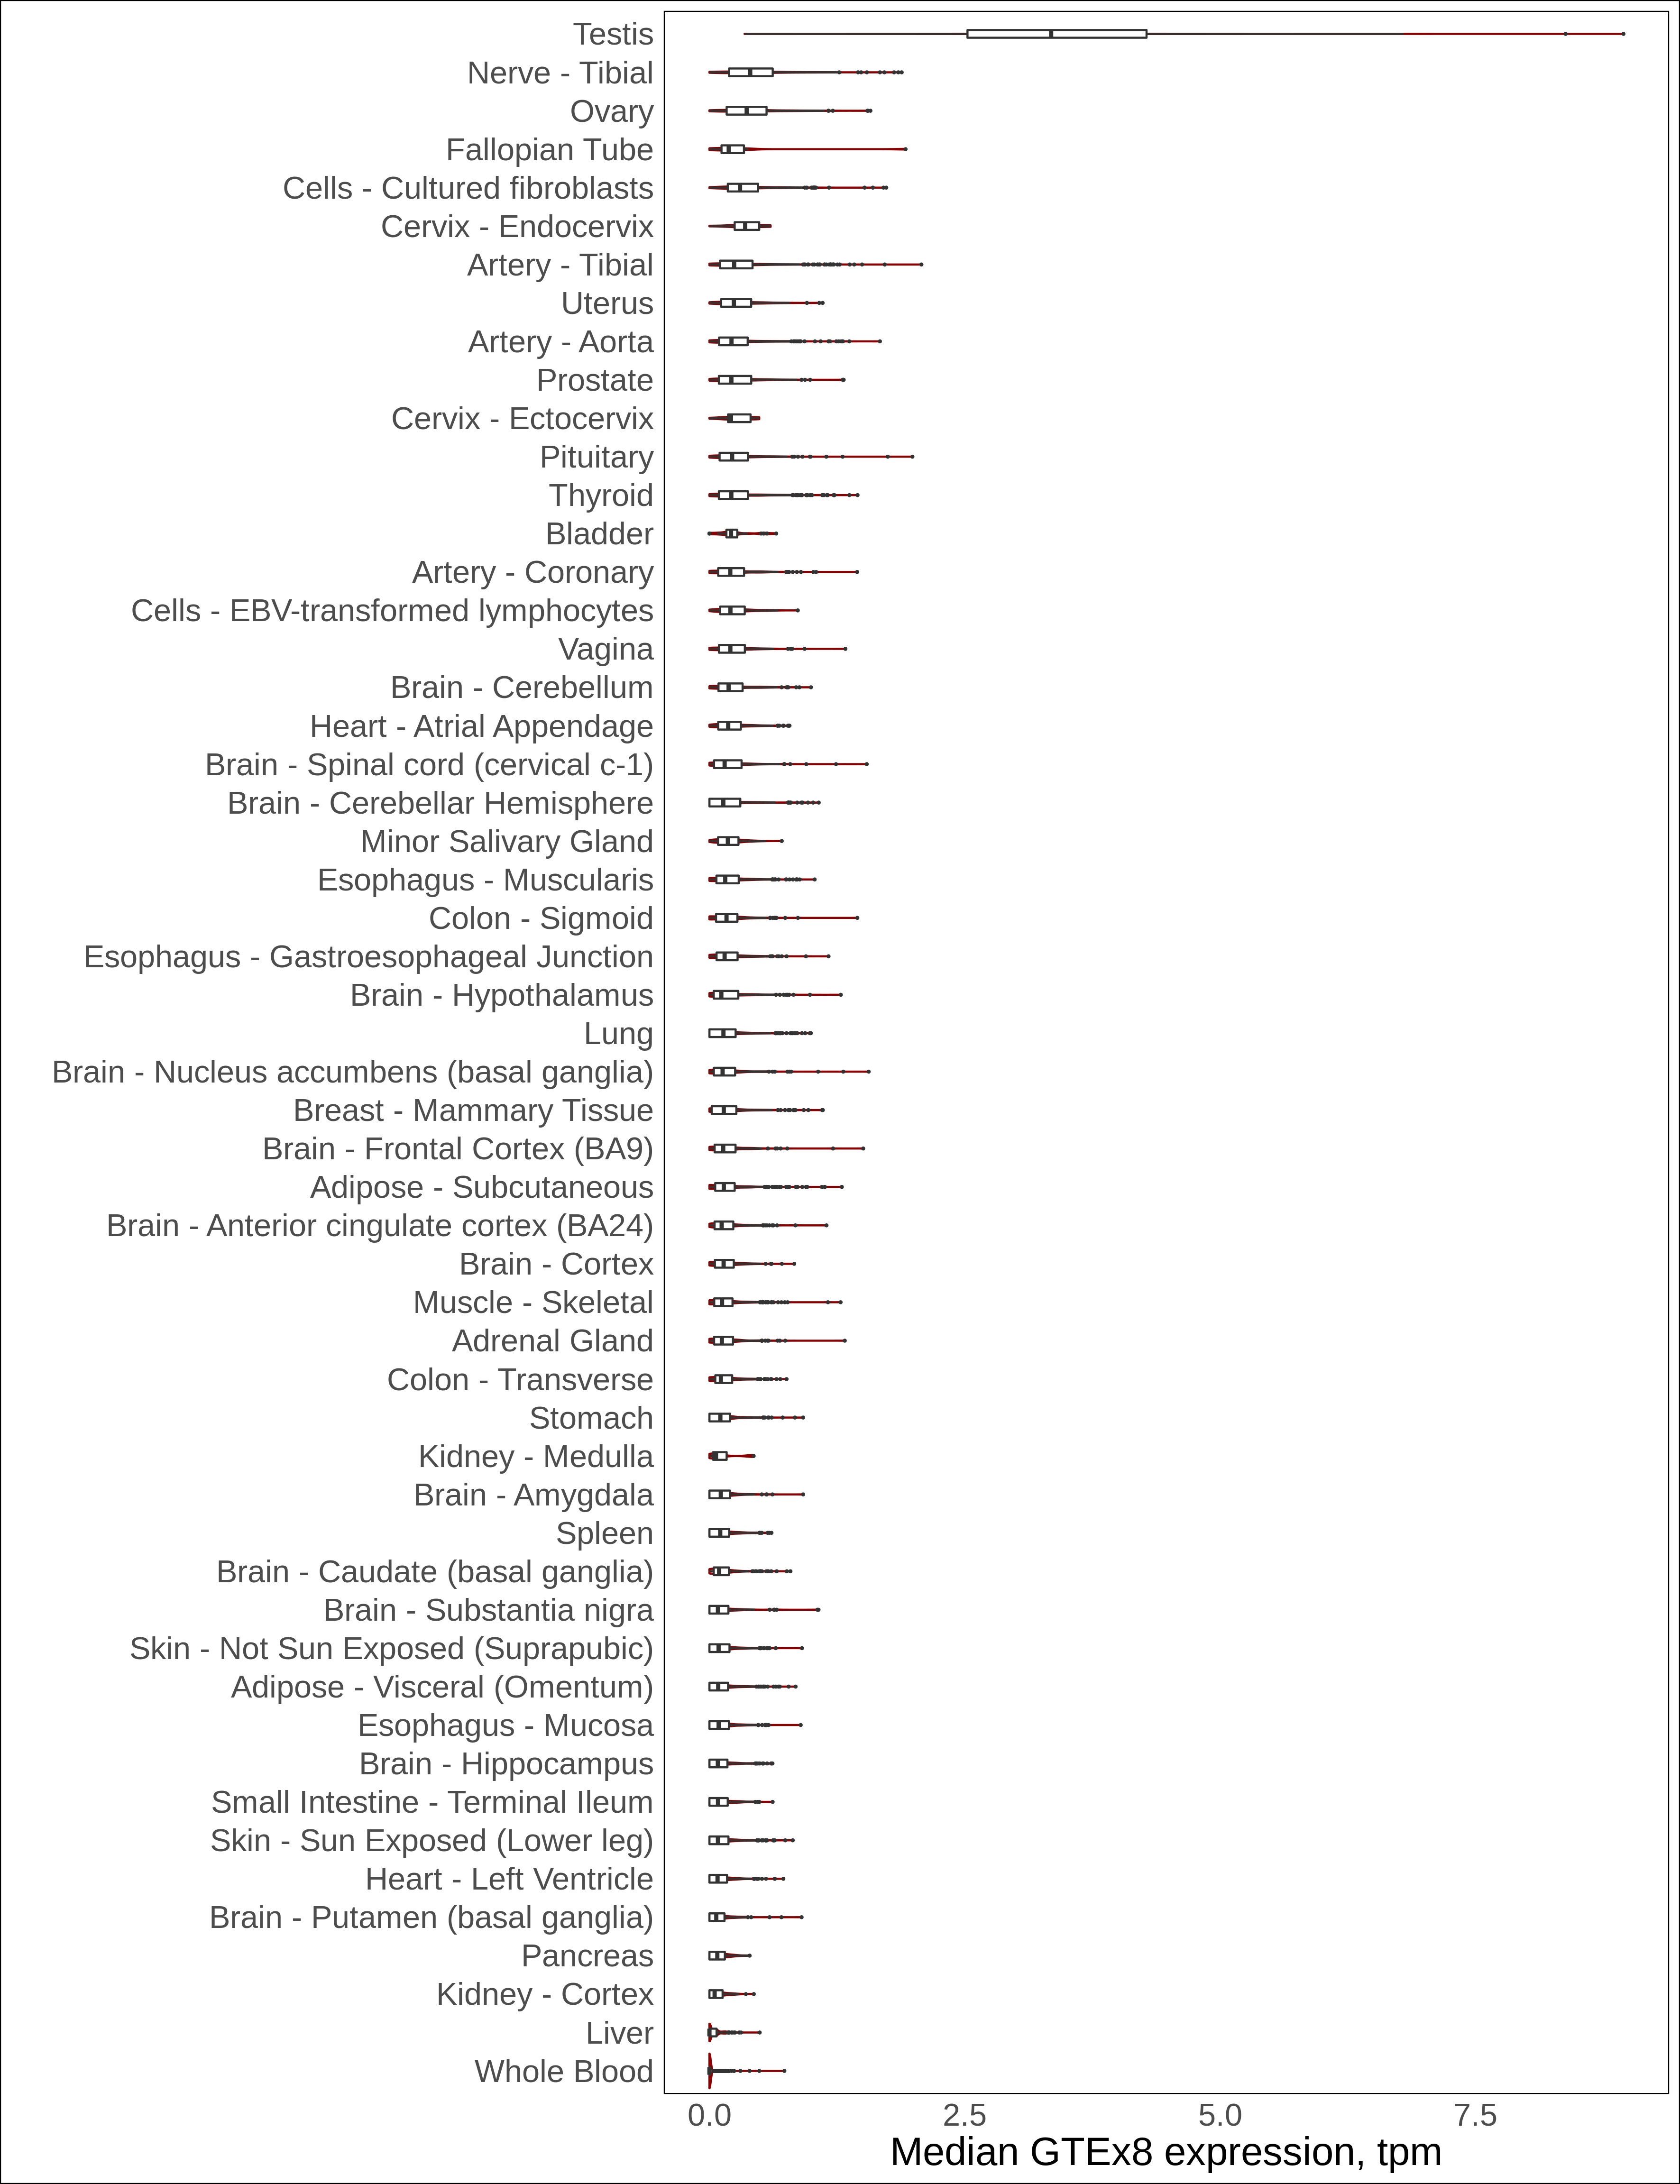 Testis
Nerve - Tibial
Ovary
Fallopian Tube
Cells - Cultured fibroblasts
Cervix - Endocervix
Artery - Tibial
Uterus
Artery - Aorta
Prostate
Cervix - Ectocervix
Pituitary
Thyroid
Bladder
Artery - Coronary
Cells - EBV-transformed lymphocytes
Vagina
Brain - Cerebellum
Heart - Atrial Appendage
Brain - Spinal cord (cervical c-1)
Brain - Cerebellar Hemisphere
Minor Salivary Gland
Esophagus - Muscularis
Colon - Sigmoid
Esophagus - Gastroesophageal Junction
Brain - Hypothalamus
Lung
Brain - Nucleus accumbens (basal ganglia)
Breast - Mammary Tissue
Brain - Frontal Cortex (BA9)
Adipose - Subcutaneous
Brain - Anterior cingulate cortex (BA24)
Brain - Cortex
Muscle - Skeletal
Adrenal Gland
Colon - Transverse
Stomach
Kidney - Medulla
Brain - Amygdala
Spleen
Brain - Caudate (basal ganglia)
Brain - Substantia nigra
Skin - Not Sun Exposed (Suprapubic)
Adipose - Visceral (Omentum)
Esophagus - Mucosa
Brain - Hippocampus
Small Intestine - Terminal Ileum
Skin - Sun Exposed (Lower leg)
Heart - Left Ventricle
Brain - Putamen (basal ganglia)
Pancreas
Kidney - Cortex
Liver
Whole Blood
0.0 2.5 5.0 7.5
Median GTEx8 expression, tpm